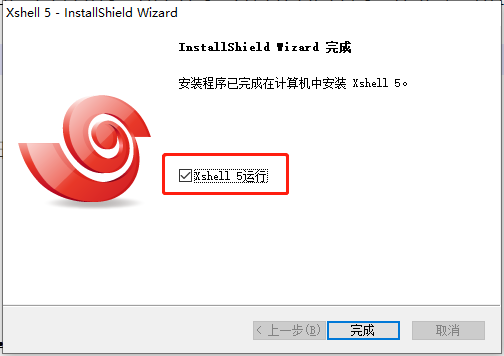 Xshell 5 - InstallShield Wizard
InstallShield Wizard 完成
安装程序已完成在计算机中安装 Xshell 5。
Xshell 5运行
< 上一步(B)
完成
取消